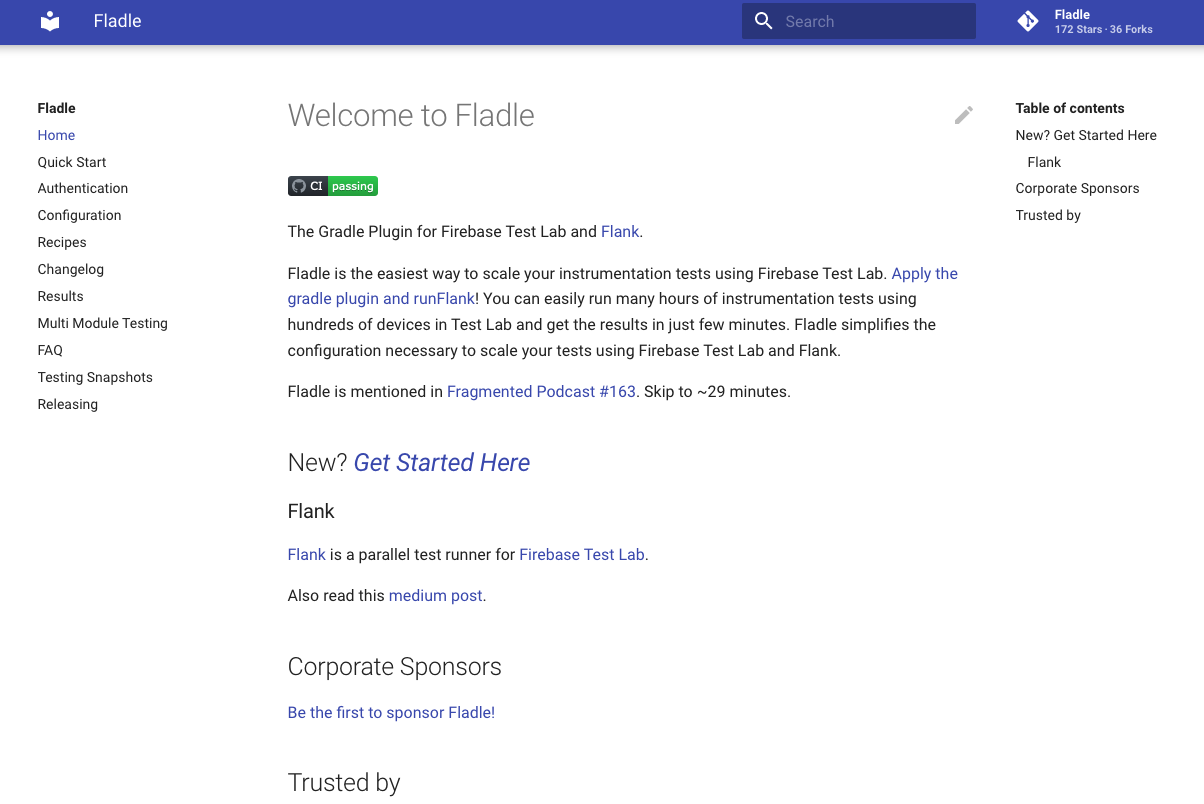 Fladle
Search
Fladle
172 Stars · 36 Forks
Fladle
Home
Quick Start
Authentication
Configuration
Recipes
Changelog
Results
Multi Module Testing
FAQ
Testing Snapshots
Releasing
Welcome to Fladle
CI passing
The Gradle Plugin for Firebase Test Lab and Flank.
Fladle is the easiest way to scale your instrumentation tests using Firebase Test Lab. Apply the
gradle plugin and runFlank! You can easily run many hours of instrumentation tests using
hundreds of devices in Test Lab and get the results in just few minutes. Fladle simplifies the
configuration necessary to scale your tests using Firebase Test Lab and Flank.
Fladle is mentioned in Fragmented Podcast #163. Skip to ~29 minutes.
New? Get Started Here
Flank
Flank is a parallel test runner for Firebase Test Lab.
Also read this medium post.
Corporate Sponsors
Be the first to sponsor Fladle!
Trusted by
Table of contents
New? Get Started Here
Flank
Corporate Sponsors
Trusted by